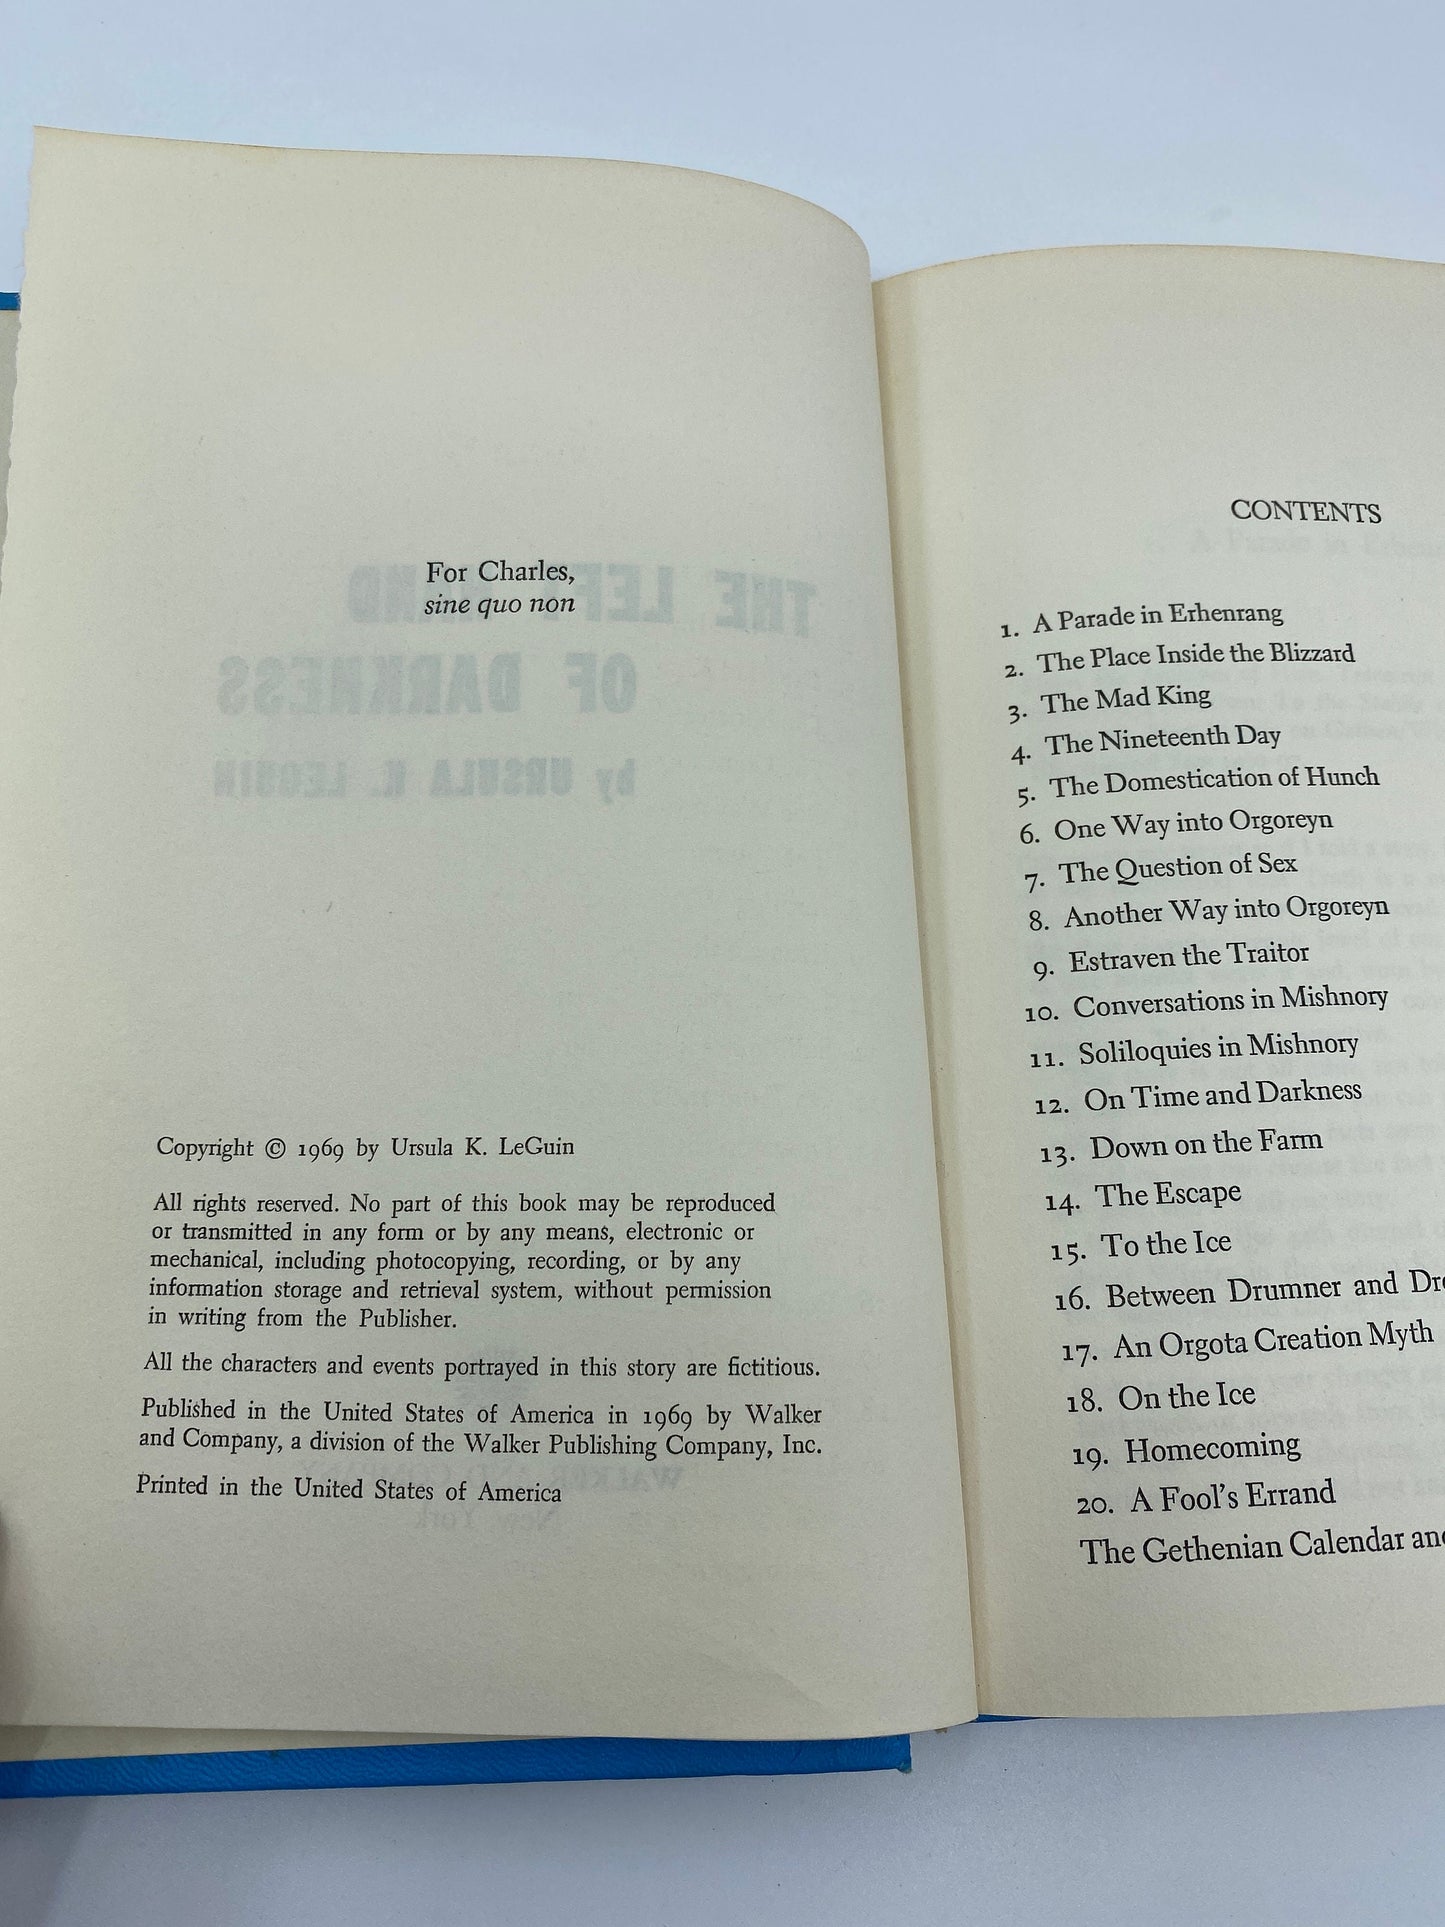 For Charles,
sine quo non
Copyright © 1969 by Ursula K. LeGuin
All rights reserved. No part of this book may be reproduced
or transmitted in any form or by any means, electronic or
mechanical, including photocopying, recording, or by any
information storage and retrieval system, without permission
in writing from the Publisher.
All the characters and events portrayed in this story are fictitious.
Published in the United States of America in 1969 by Walker
and Company, a division of the Walker Publishing Company, Inc.
Printed in the United States of America
CONTENTS
1. A Parade in Erhenrang
2. The Place Inside the Blizzard
3. The Mad King
4. The Nineteenth Day
5. The Domestication of Hunch
6. One Way into Orgoreyn
7. The Question of Sex
8. Another Way into Orgoreyn
9. Estraven the Traitor
10. Conversations in Mishnory
11. Soliloquies in Mishnory
12. On Time and Darkness
13. Down on the Farm
14. The Escape
15. To the Ice
16. Between Drumner and
17. An Orgota Creation Myth
18. On the Ice
19. Homecoming
20. A Fool's Errand
The Gethenian Calendar